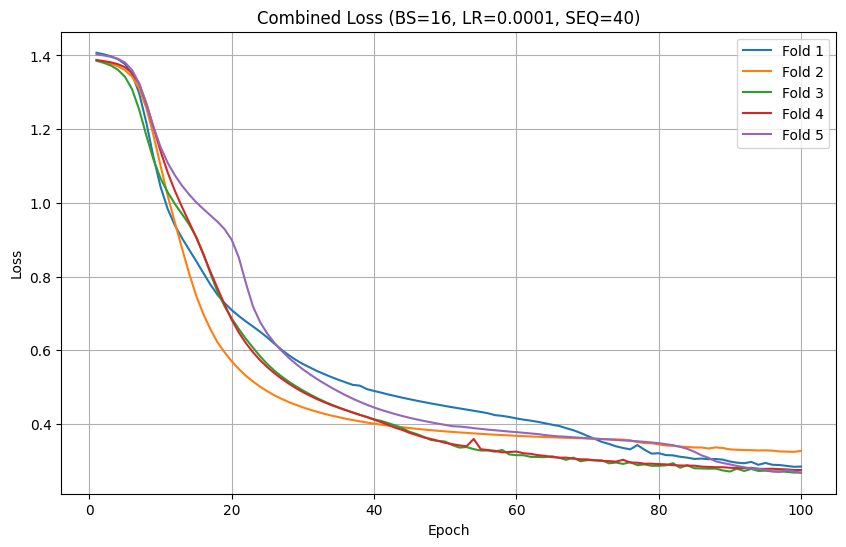 Combined Loss (BS=16, LR=0.0001, SEQ=40)
Fold 1
Fold 2
Fold 3
Fold 4
Fold 5
Loss
1.4
1.2
1.0
0.8
0.6
0.4
0 20 40 60 80 100
Epoch